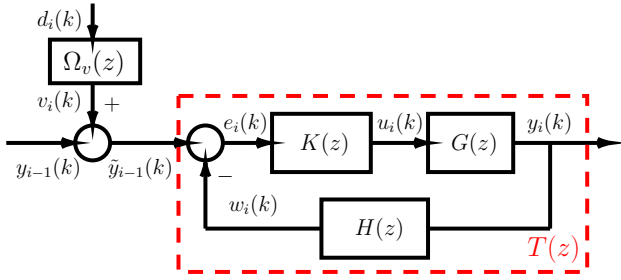 d_i(k)
Ω_v(z)
v_i(k) +
e_i(k) u_i(k) y_i(k)
K(z) G(z)
y_{i-1}(k) ỹ_{i-1}(k) −
w_i(k)
H(z)
T(z)